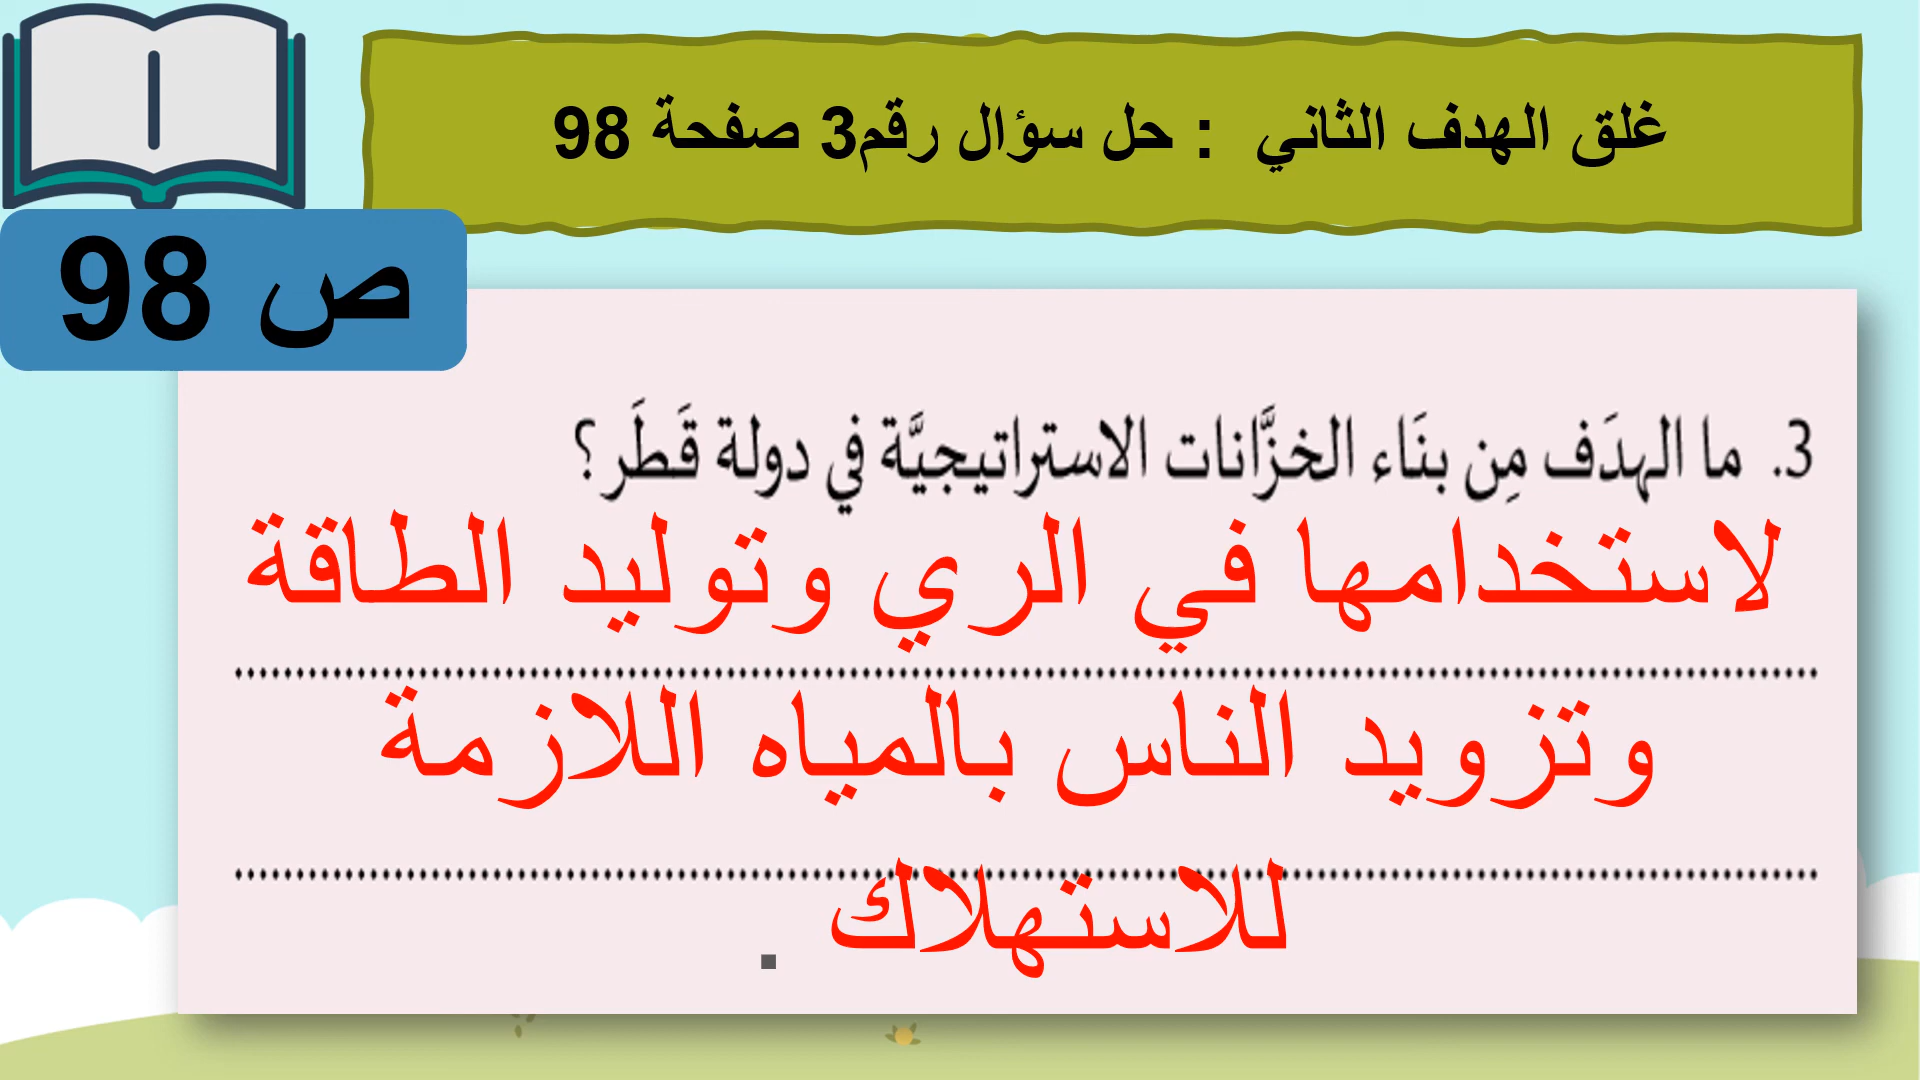 غلق الهدف الثاني : حل سؤال رقم3 صفحة 98
ص 98
3. ما الهدَف مِن بنَاء الخزَّانات الاستراتيجيَّة في دولة قَطَر؟
لاستخدامها في الري وتوليد الطاقة
وتزويد الناس بالمياه اللازمة
للاستهلاك .